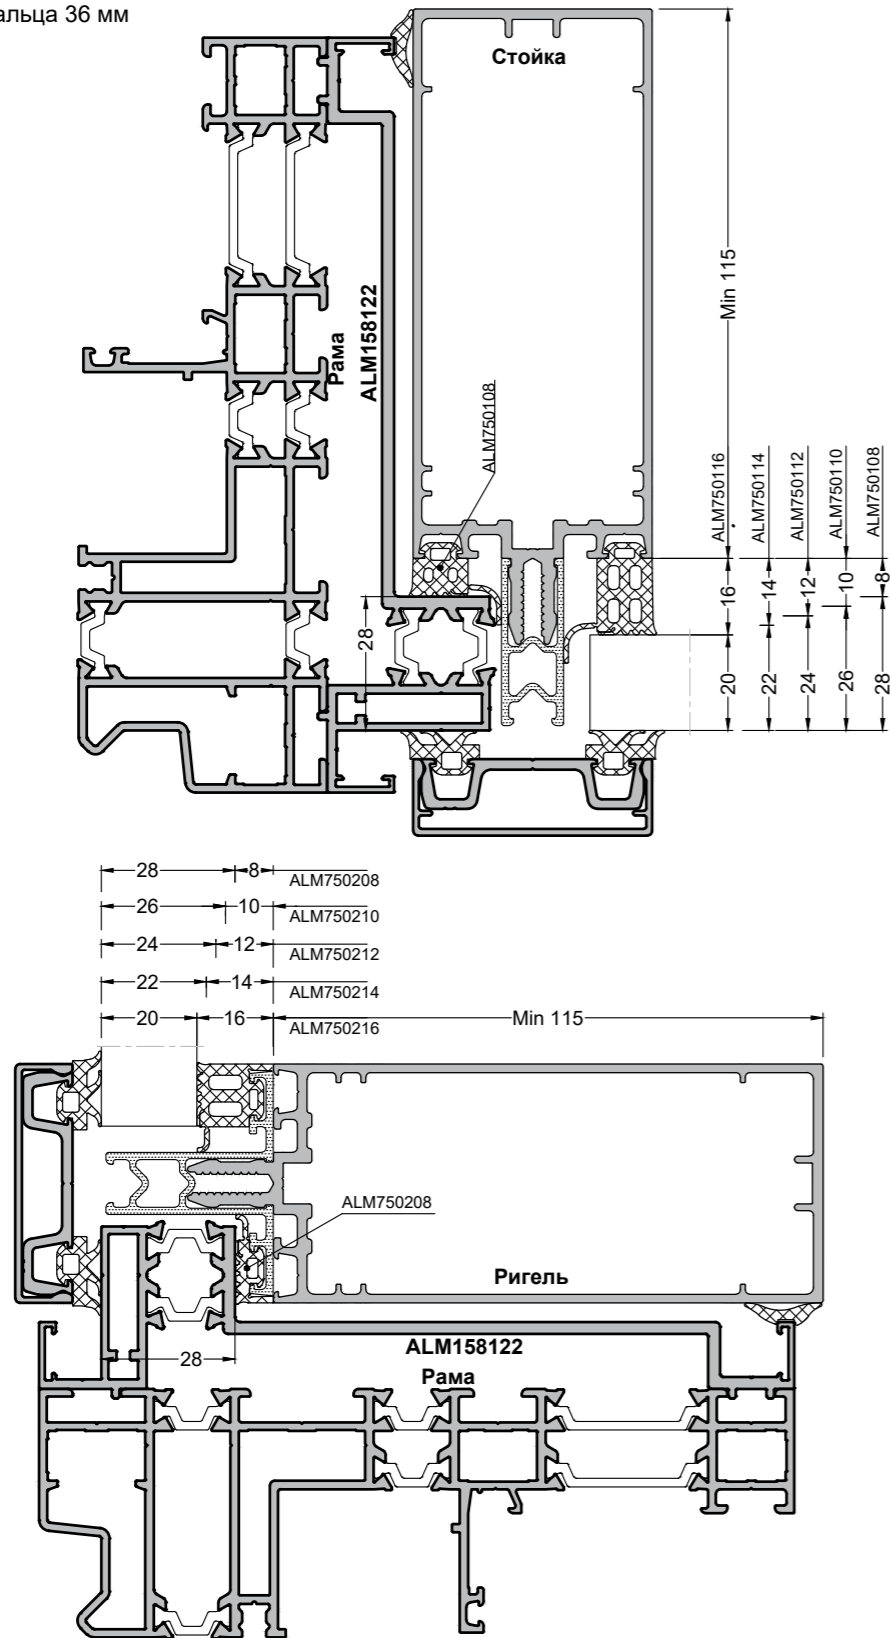 альца 36 мм
Стойка
Рама
ALM158122
ALM750108
Min 115
ALM750116
ALM750114
ALM750112
ALM750110
ALM750108
16
14
12
10
8
28
20
22
24
26
28
28 8 ALM750208
26 10 ALM750210
24 12 ALM750212
22 14 ALM750214
20 16 ALM750216
Min 115
ALM750208
Ригель
ALM158122
28
Рама